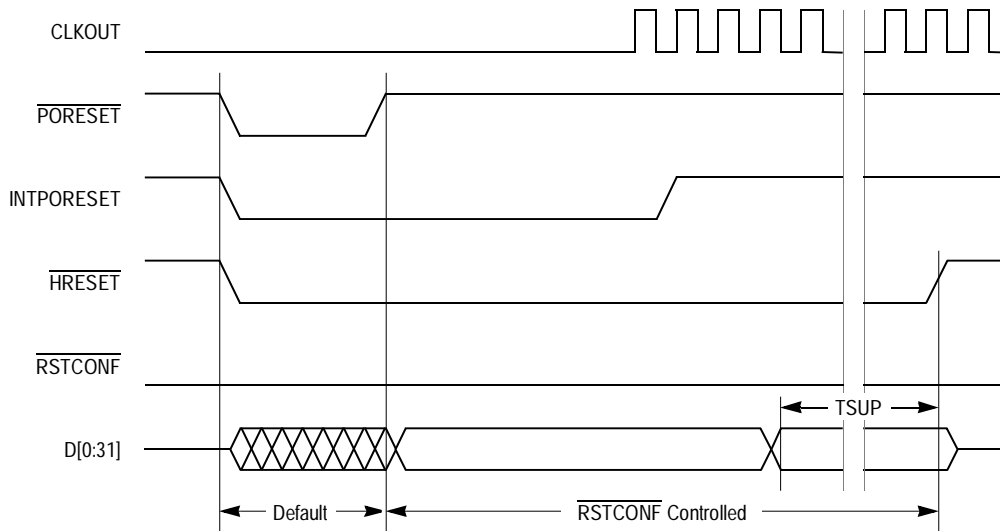 CLKOUT
PORESET
INTPORESET
HRESET
RSTCONF
TSUP
D[0:31]
Default
RSTCONF Controlled